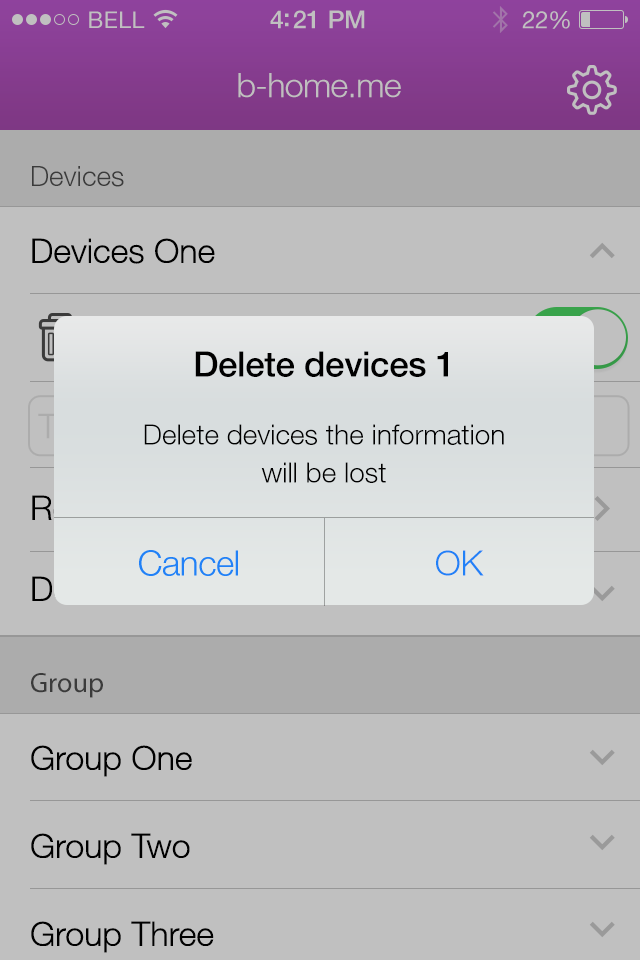 BELL 4:21 PM 22%
b-home.me
Devices
Devices One
Delete devices 1
Delete devices the information
will be lost
Cancel OK
Group
Group One
Group Two
Group Three